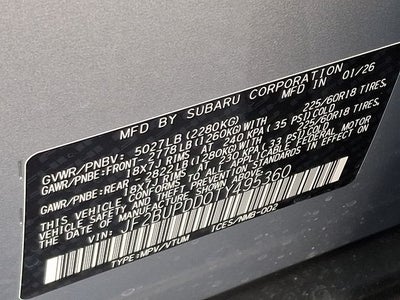 MFD BY SUBARU CORPORATION
MFD IN 01/26
GVWR/PNBV: 5027LB(2280KG)
GAWR/PNBE:FRONT- 2778LB(1260KG)WITH 225/60R18 TIRES,
18X7J RIMS AT 240 KPA (35 PSI)COLD
GAWR/PNBE:REAR- 2822LB(1280KG)WITH 225/60R18 TIRES,
18X7J RIMS AT 230 KPA (33 PSI)COLD
THIS VEHICLE CONFORMS TO ALL APPLICABLE FEDERAL MOTOR
VEHICLE SAFETY AND THEFT PREVENTION STANDARDS IN EFFECT ON
THE DATE OF MANUFACTURE SHOWN ABOVE.
VIN: JF2BUPDD0TY495360
TYPE:MPV/VTUM
ICES/NMB-002